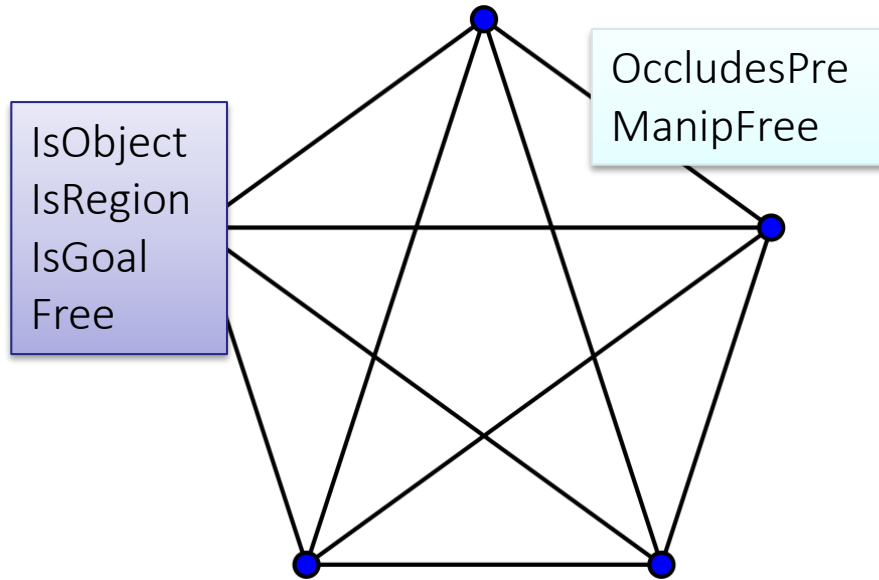 IsObject
IsRegion
IsGoal
Free
OccludesPre
ManipFree